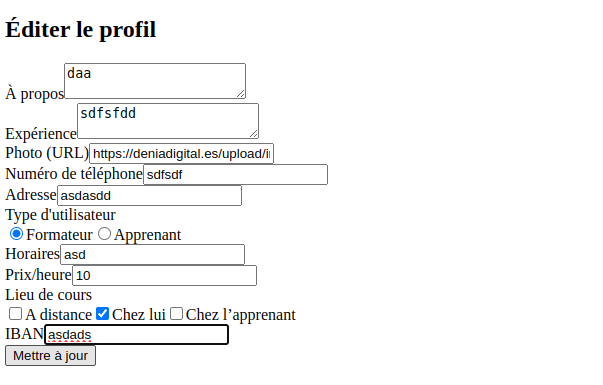 Éditer le profil
À propos daa
Expérience sdfsfdd
Photo (URL) https://deniadigital.es/upload/i
Numéro de téléphone sdfsdf
Adresse asdasdd
Type d'utilisateur
Formateur Apprenant
Horaires asd
Prix/heure 10
Lieu de cours
A distance Chez lui Chez l’apprenant
IBAN asdads
Mettre à jour